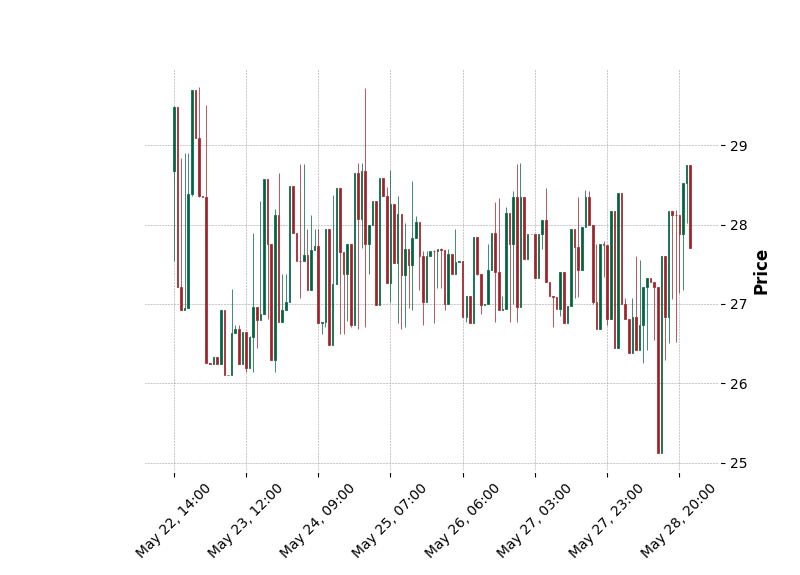 29
28
27
26
25
Price
May 22, 14:00
May 23, 12:00
May 24, 09:00
May 25, 07:00
May 26, 06:00
May 27, 03:00
May 27, 23:00
May 28, 20:00